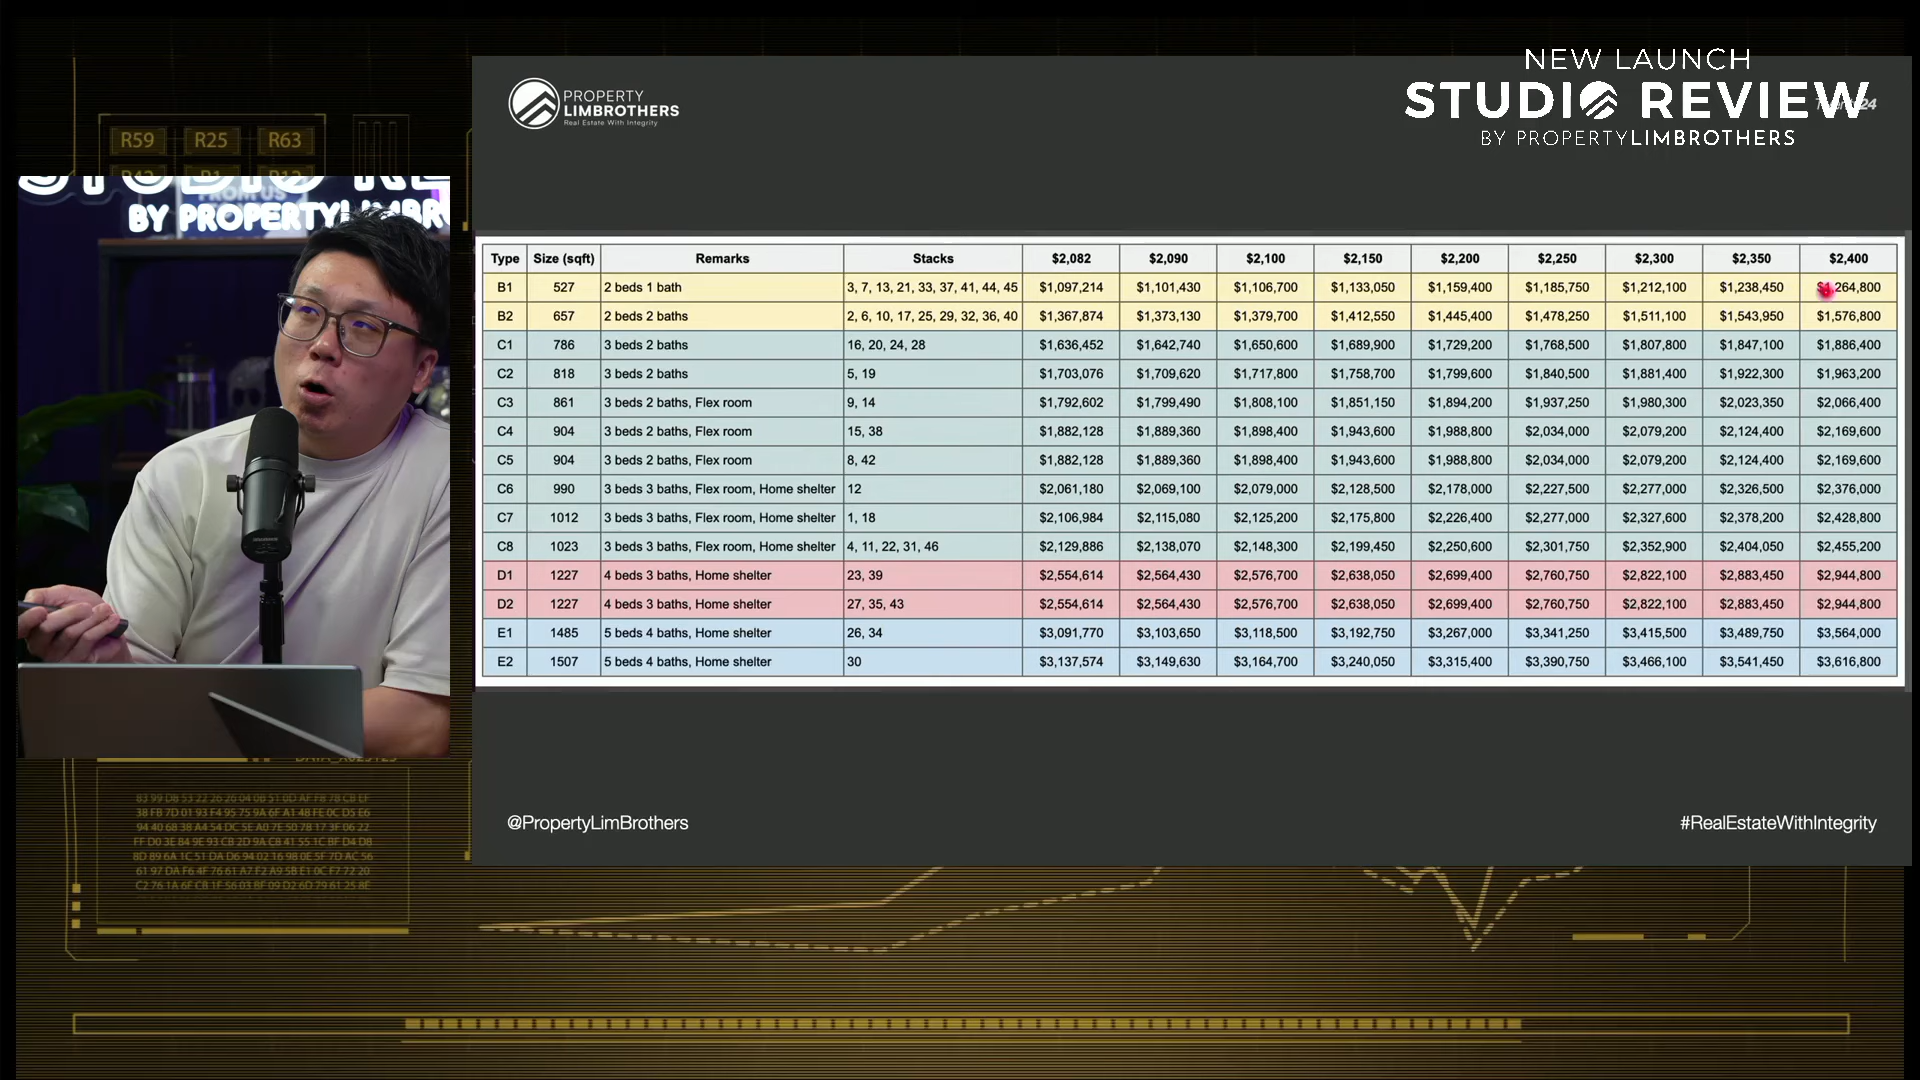 NEW LAUNCH
STUDIO REVIEW
BY PROPERTYLIMBROTHERS
PROPERTY
LIMBROTHERS
Real Estate With Integrity
R59 R25 R63
BY PROPERTYLIMBR
Type Size (sqft) Remarks Stacks $2,082 $2,090 $2,100 $2,150 $2,200 $2,250 $2,300 $2,350 $2,400
B1 527 2 beds 1 bath 3, 7, 13, 21, 33, 37, 41, 44, 45 $1,097,214 $1,101,430 $1,106,700 $1,133,050 $1,159,400 $1,185,750 $1,212,100 $1,238,450 $1,264,800
B2 657 2 beds 2 baths 2, 6, 10, 17, 25, 29, 32, 36, 40 $1,367,874 $1,373,130 $1,379,700 $1,412,550 $1,445,400 $1,478,250 $1,511,100 $1,543,950 $1,576,800
C1 786 3 beds 2 baths 16, 20, 24, 28 $1,636,452 $1,642,740 $1,650,600 $1,689,900 $1,729,200 $1,768,500 $1,807,800 $1,847,100 $1,886,400
C2 818 3 beds 2 baths 5, 19 $1,703,076 $1,709,620 $1,717,800 $1,758,700 $1,799,600 $1,840,500 $1,881,400 $1,922,300 $1,963,200
C3 861 3 beds 2 baths, Flex room 9, 14 $1,792,602 $1,799,490 $1,808,100 $1,851,150 $1,894,200 $1,937,250 $1,980,300 $2,023,350 $2,066,400
C4 904 3 beds 2 baths, Flex room 15, 38 $1,882,128 $1,889,360 $1,898,400 $1,943,600 $1,988,800 $2,034,000 $2,079,200 $2,124,400 $2,169,600
C5 904 3 beds 2 baths, Flex room 8, 42 $1,882,128 $1,889,360 $1,898,400 $1,943,600 $1,988,800 $2,034,000 $2,079,200 $2,124,400 $2,169,600
C6 990 3 beds 3 baths, Flex room, Home shelter 12 $2,061,180 $2,069,100 $2,079,000 $2,128,500 $2,178,000 $2,227,500 $2,277,000 $2,326,500 $2,376,000
C7 1012 3 beds 3 baths, Flex room, Home shelter 1, 18 $2,106,984 $2,115,080 $2,125,200 $2,175,800 $2,226,400 $2,277,000 $2,327,600 $2,378,200 $2,428,800
C8 1023 3 beds 3 baths, Flex room, Home shelter 4, 11, 22, 31, 46 $2,129,886 $2,138,070 $2,148,300 $2,199,450 $2,250,600 $2,301,750 $2,352,900 $2,404,050 $2,455,200
D1 1227 4 beds 3 baths, Home shelter 23, 39 $2,554,614 $2,564,430 $2,576,700 $2,638,050 $2,699,400 $2,760,750 $2,822,100 $2,883,450 $2,944,800
D2 1227 4 beds 3 baths, Home shelter 27, 35, 43 $2,554,614 $2,564,430 $2,576,700 $2,638,050 $2,699,400 $2,760,750 $2,822,100 $2,883,450 $2,944,800
E1 1485 5 beds 4 baths, Home shelter 26, 34 $3,091,770 $3,103,650 $3,118,500 $3,192,750 $3,267,000 $3,341,250 $3,415,500 $3,489,750 $3,564,000
E2 1507 5 beds 4 baths, Home shelter 30 $3,137,574 $3,149,630 $3,164,700 $3,240,050 $3,315,400 $3,390,750 $3,466,100 $3,541,450 $3,616,800
@PropertyLimBrothers
#RealEstateWithIntegrity